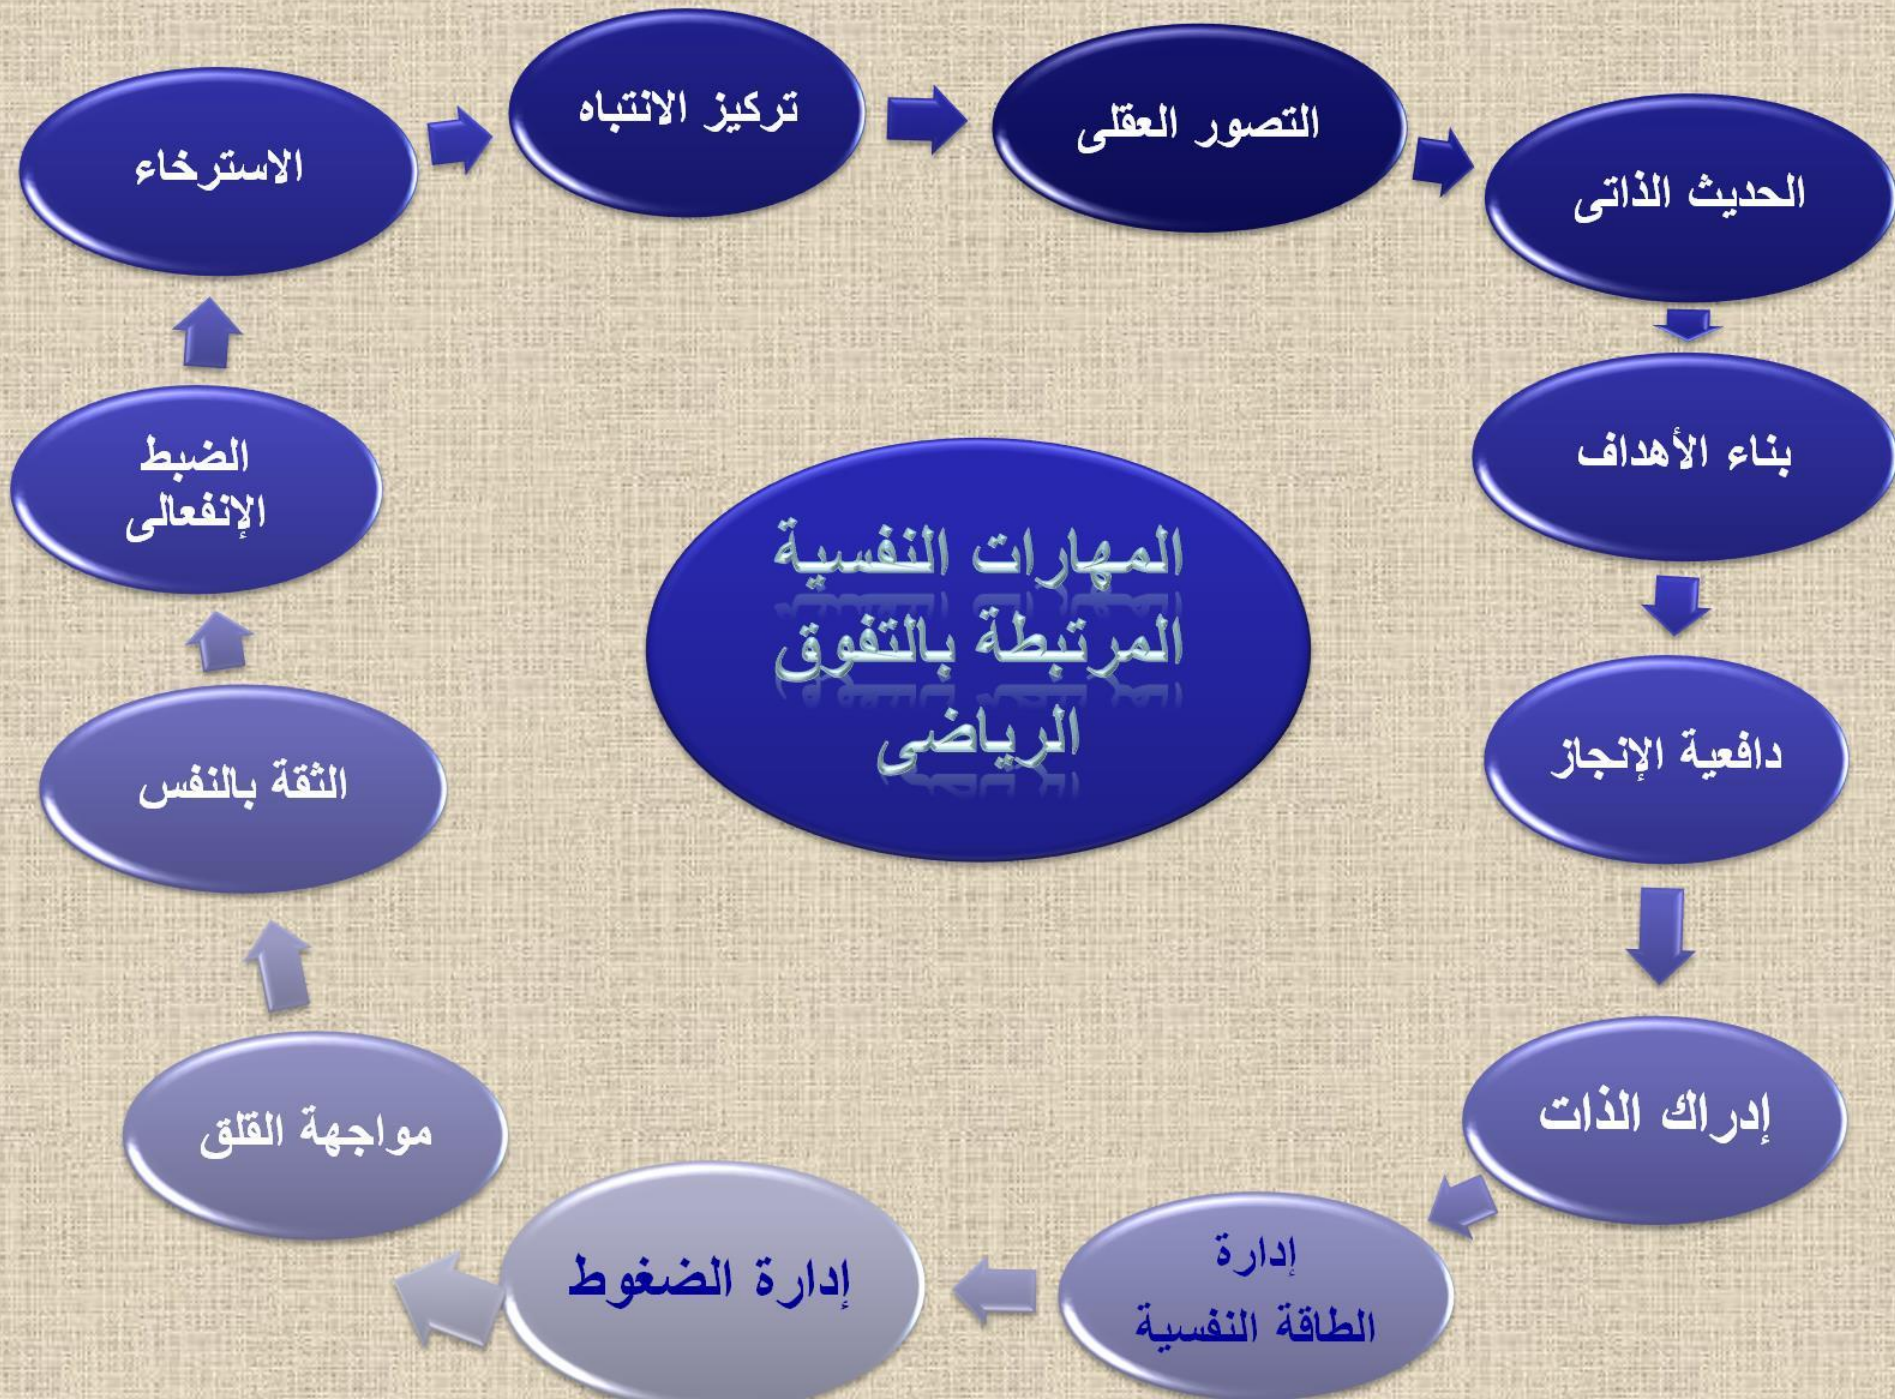 التصور العقلى
الحديث الذاتى
بناء الأهداف
دافعية الإنجاز
إدراك الذات
إدارة
الطاقة النفسية
إدارة الضغوط
مواجهة القلق
الثقة بالنفس
الضبط
الإنفعالى
الاسترخاء
تركيز الانتباه
المهارات النفسية
المرتبطة بالتفوق
الرياضى